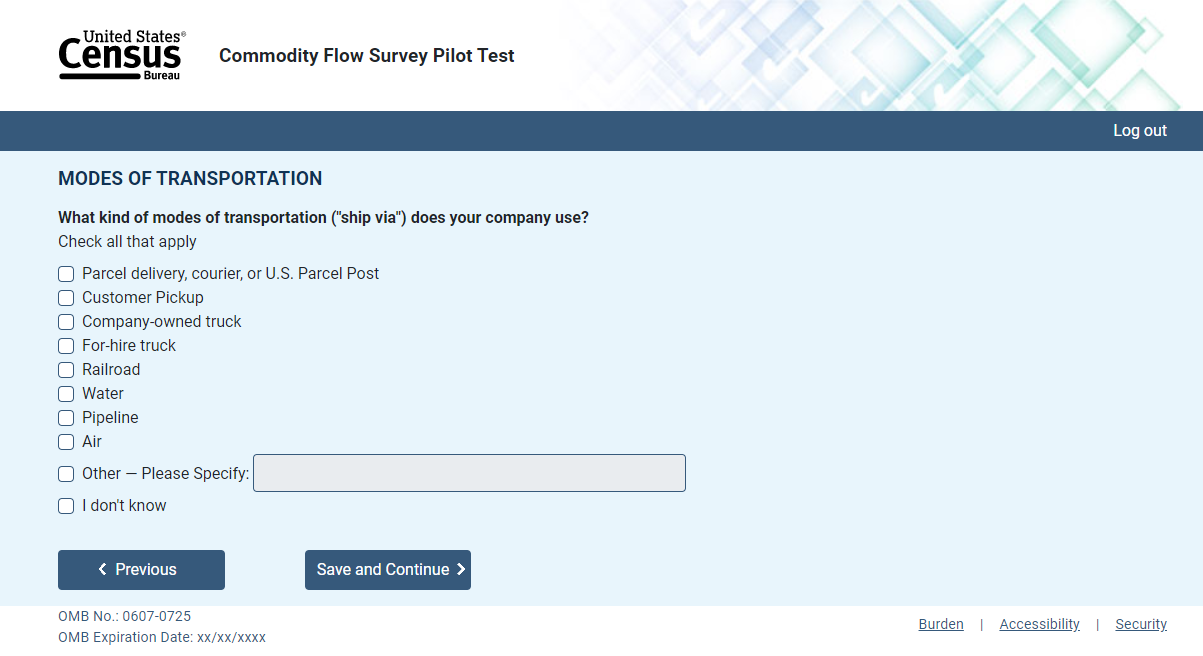 United States®
Census
Bureau
Commodity Flow Survey Pilot Test
Log out
MODES OF TRANSPORTATION
What kind of modes of transportation ("ship via") does your company use?
Check all that apply
Parcel delivery, courier, or U.S. Parcel Post
Customer Pickup
Company-owned truck
For-hire truck
Railroad
Water
Pipeline
Air
Other — Please Specify:
I don't know
Previous
Save and Continue
OMB No.: 0607-0725
OMB Expiration Date: xx/xx/xxxx
Burden | Accessibility | Security